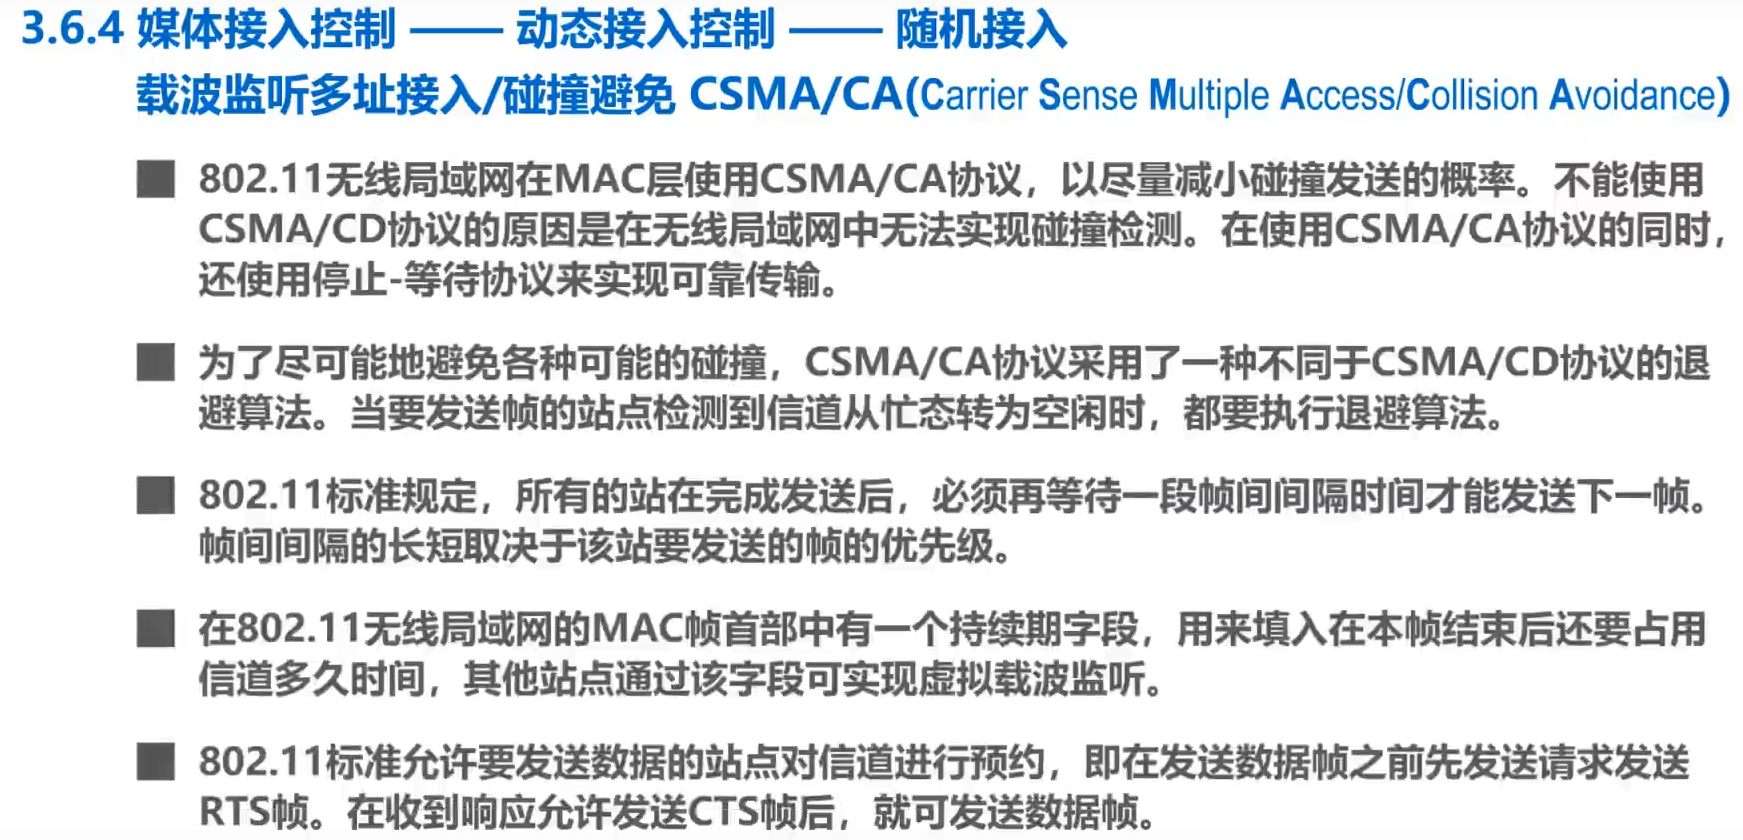 3.6.4 媒体接入控制 —— 动态接入控制 —— 随机接入
载波监听多址接入/碰撞避免 CSMA/CA(Carrier Sense Multiple Access/Collision Avoidance)
802.11无线局域网在MAC层使用CSMA/CA协议，以尽量减小碰撞发送的概率。不能使用
CSMA/CD协议的原因是在无线局域网中无法实现碰撞检测。在使用CSMA/CA协议的同时，
还使用停止-等待协议来实现可靠传输。
为了尽可能地避免各种可能的碰撞，CSMA/CA协议采用了一种不同于CSMA/CD协议的退
避算法。当要发送帧的站点检测到信道从忙态转为空闲时，都要执行退避算法。
802.11标准规定，所有的站在完成发送后，必须再等待一段帧间间隔时间才能发送下一帧。
帧间间隔的长短取决于该站要发送的帧的优先级。
在802.11无线局域网的MAC帧首部中有一个持续期字段，用来填入在本帧结束后还要占用
信道多久时间，其他站点通过该字段可实现虚拟载波监听。
802.11标准允许要发送数据的站点对信道进行预约，即在发送数据帧之前先发送请求发送
RTS帧。在收到响应允许发送CTS帧后，就可发送数据帧。